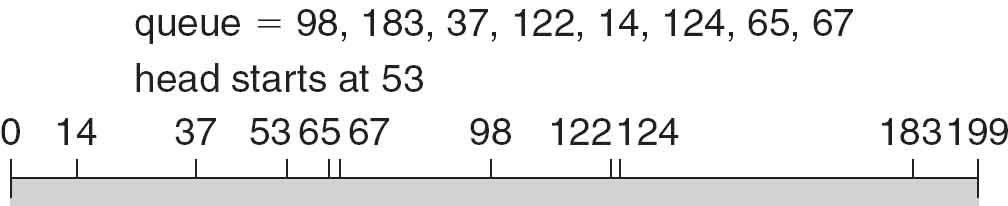 queue = 98, 183, 37, 122, 14, 124, 65, 67
head starts at 53
0 14 37 53 65 67 98 122 124 183 199